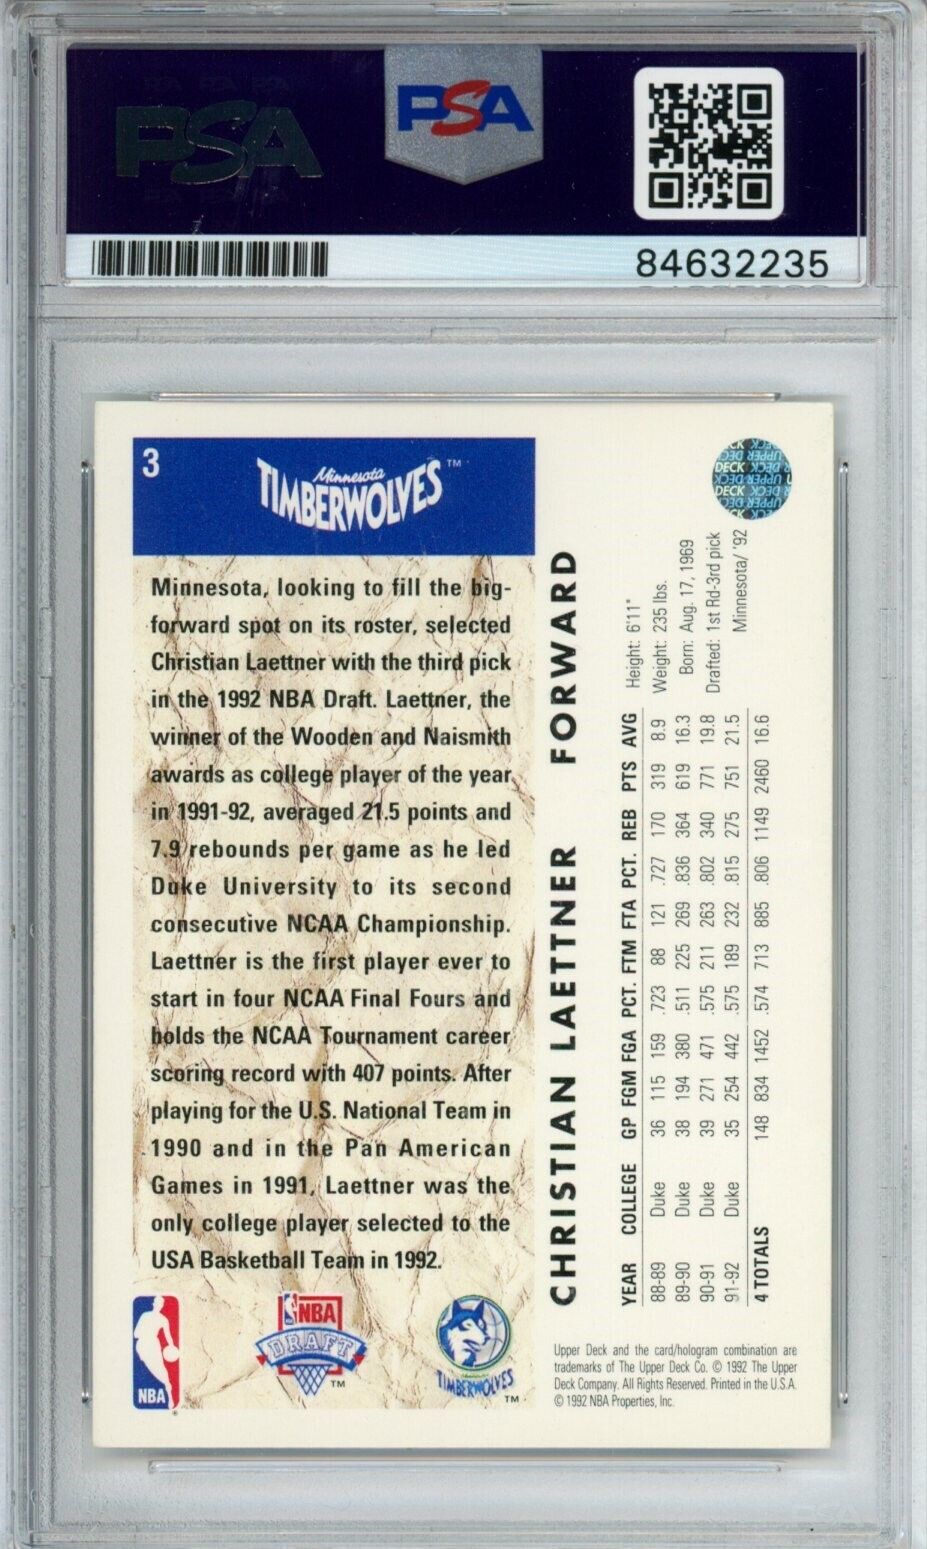 PSA
PSA
84632235
3
Minnesota
TIMBERWOLVES™
UPPER DECK
Minnesota, looking to fill the big-
forward spot on its roster, selected
Christian Laettner with the third pick
in the 1992 NBA Draft. Laettner, the
winner of the Wooden and Naismith
awards as college player of the year
in 1991-92, averaged 21.5 points and
7.9 rebounds per game as he led
Duke University to its second
consecutive NCAA Championship.
Laettner is the first player ever to
start in four NCAA Final Fours and
holds the NCAA Tournament career
scoring record with 407 points. After
playing for the U.S. National Team in
1990 and in the Pan American
Games in 1991, Laettner was the
only college player selected to the
USA Basketball Team in 1992.
NBA
®
NBA
DRAFT
™
TIMBERWOLVES
™
CHRISTIAN LAETTNER FORWARD
Height: 6'11"
Weight: 235 lbs.
Born: Aug. 17, 1969
Drafted: 1st Rd-3rd pick
Minnesota/ '92
YEAR COLLEGE GP FGM FGA PCT. FTM FTA PCT. REB PTS AVG
88-89 Duke 36 115 159 .723 88 121 .727 170 319 8.9
89-90 Duke 38 194 380 .511 225 269 .836 364 619 16.3
90-91 Duke 39 271 471 .575 211 263 .802 340 771 19.8
91-92 Duke 35 254 442 .575 189 232 .815 275 751 21.5
4 TOTALS 148 834 1452 .574 713 885 .806 1149 2460 16.6
Upper Deck and the card/hologram combination are
trademarks of The Upper Deck Co. © 1992 The Upper
Deck Company. All Rights Reserved. Printed in the U.S.A.
© 1992 NBA Properties, Inc.